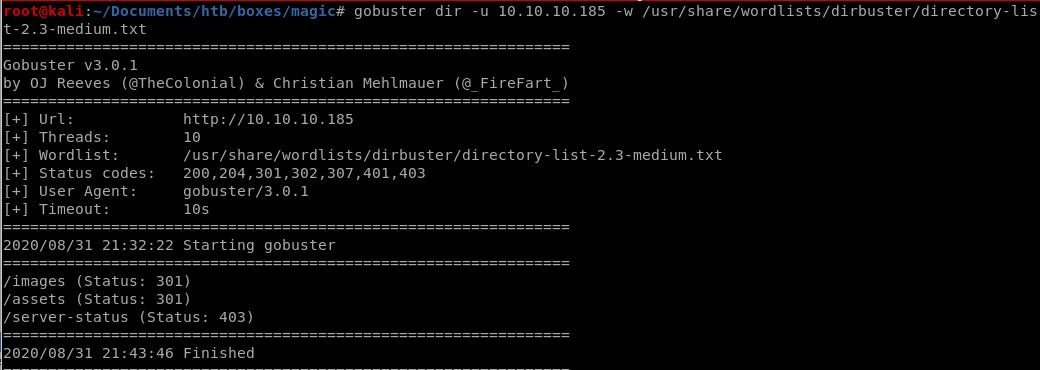 root@kali:~/Documents/htb/boxes/magic# gobuster dir -u 10.10.10.185 -w /usr/share/wordlists/dirbuster/directory-lis
t-2.3-medium.txt
===============================================================
Gobuster v3.0.1
by OJ Reeves (@TheColonial) & Christian Mehlmauer (@_FireFart_)
===============================================================
[+] Url:            http://10.10.10.185
[+] Threads:        10
[+] Wordlist:       /usr/share/wordlists/dirbuster/directory-list-2.3-medium.txt
[+] Status codes:   200,204,301,302,307,401,403
[+] User Agent:     gobuster/3.0.1
[+] Timeout:        10s
===============================================================
2020/08/31 21:32:22 Starting gobuster
===============================================================
/images (Status: 301)
/assets (Status: 301)
/server-status (Status: 403)
===============================================================
2020/08/31 21:43:46 Finished
===============================================================